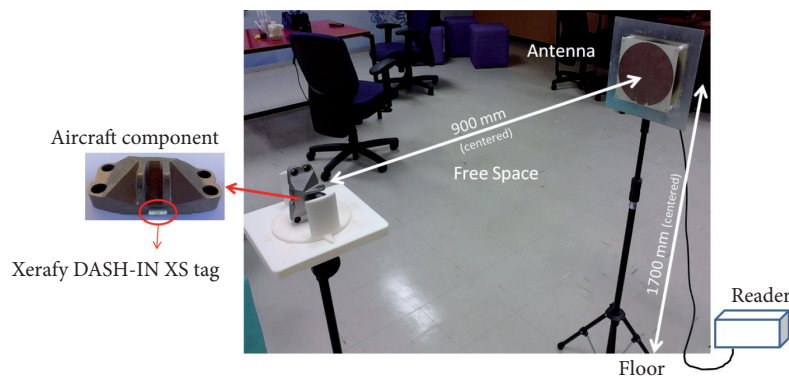 Antenna
900 mm
(centered)
Free Space
1700 mm (centered)
Aircraft component
Xerafy DASH-IN XS tag
Reader
Floor